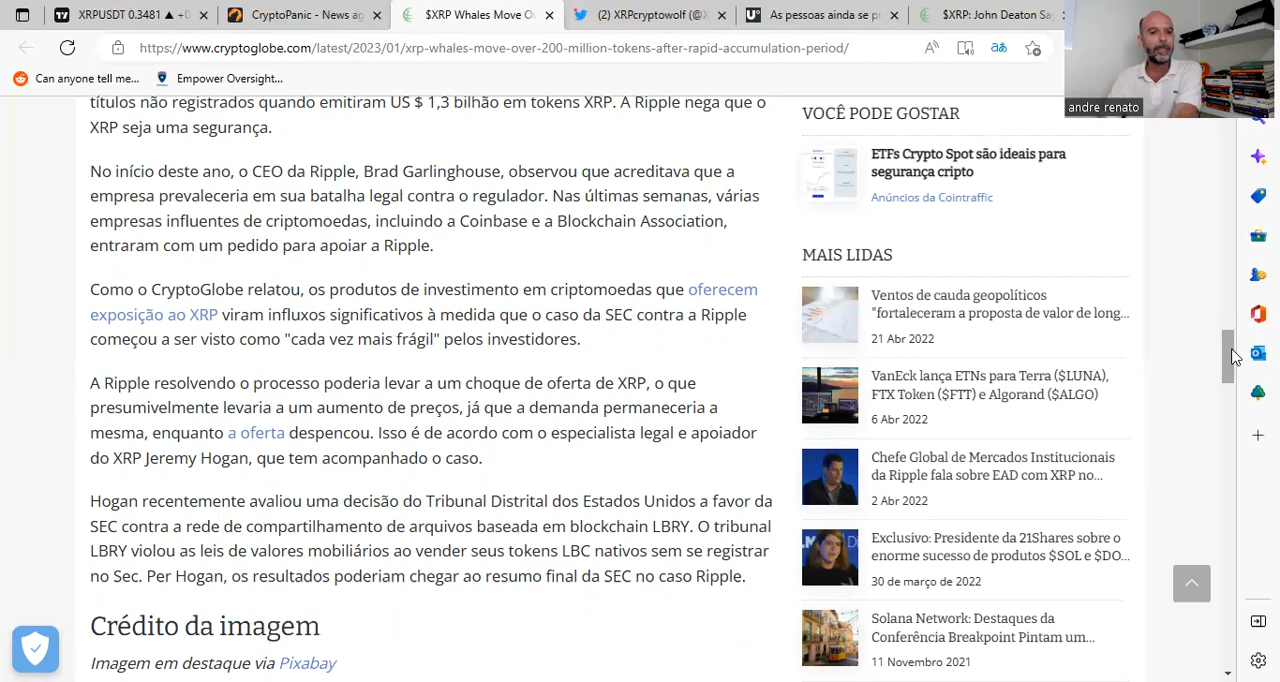 XRPUSDT 0.3481 ▲ +0
CryptoPanic - News ag
$XRP Whales Move O
(2) XRPcryptowolf (@X
As pessoas ainda se p
$XRP: John Deaton Sa
https://www.cryptoglobe.com/latest/2023/01/xrp-whales-move-over-200-million-tokens-after-rapid-accumulation-period/
Can anyone tell me...
Empower Oversight...
andre renato
títulos não registrados quando emitiram US $ 1,3 bilhão em tokens XRP. A Ripple nega que o
XRP seja uma segurança.
No início deste ano, o CEO da Ripple, Brad Garlinghouse, observou que acreditava que a
empresa prevaleceria em sua batalha legal contra o regulador. Nas últimas semanas, várias
empresas influentes de criptomoedas, incluindo a Coinbase e a Blockchain Association,
entraram com um pedido para apoiar a Ripple.
Como o CryptoGlobe relatou, os produtos de investimento em criptomoedas que oferecem
exposição ao XRP viram influxos significativos à medida que o caso da SEC contra a Ripple
começou a ser visto como "cada vez mais frágil" pelos investidores.
A Ripple resolvendo o processo poderia levar a um choque de oferta de XRP, o que
presumivelmente levaria a um aumento de preços, já que a demanda permaneceria a
mesma, enquanto a oferta despencou. Isso é de acordo com o especialista legal e apoiador
do XRP Jeremy Hogan, que tem acompanhado o caso.
Hogan recentemente avaliou uma decisão do Tribunal Distrital dos Estados Unidos a favor da
SEC contra a rede de compartilhamento de arquivos baseada em blockchain LBRY. O tribunal
LBRY violou as leis de valores mobiliários ao vender seus tokens LBC nativos sem se registrar
no Sec. Per Hogan, os resultados poderiam chegar ao resumo final da SEC no caso Ripple.
Crédito da imagem
Imagem em destaque via Pixabay
VOCÊ PODE GOSTAR
ETFs Crypto Spot são ideais para
segurança cripto
Anúncios da Cointraffic
MAIS LIDAS
Ventos de cauda geopolíticos
"fortaleceram a proposta de valor de long...
21 Abr 2022
VanEck lança ETNs para Terra ($LUNA),
FTX Token ($FTT) e Algorand ($ALGO)
6 Abr 2022
Chefe Global de Mercados Institucionais
da Ripple fala sobre EAD com XRP no...
2 Abr 2022
Exclusivo: Presidente da 21Shares sobre o
enorme sucesso de produtos $SOL e $DO...
30 de março de 2022
Solana Network: Destaques da
Conferência Breakpoint Pintam um...
11 Novembro 2021